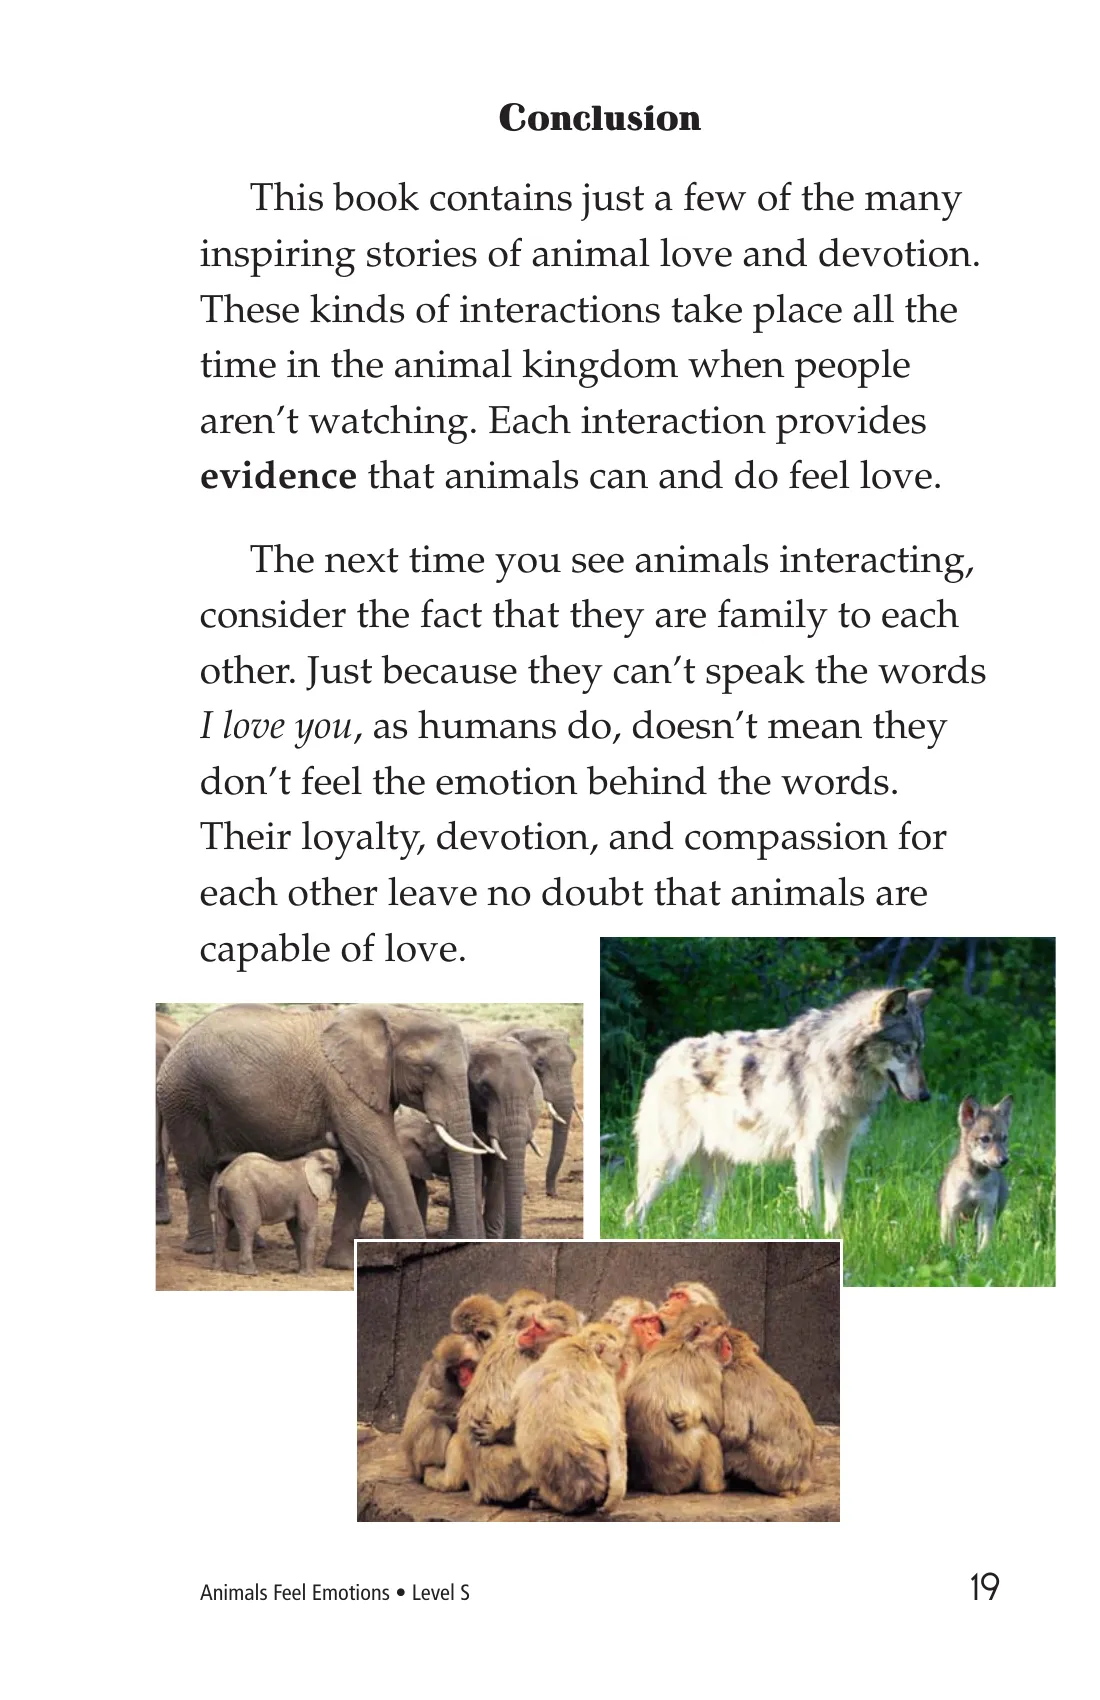 Conclusion
This book contains just a few of the many
inspiring stories of animal love and devotion.
These kinds of interactions take place all the
time in the animal kingdom when people
aren’t watching. Each interaction provides
evidence that animals can and do feel love.
The next time you see animals interacting,
consider the fact that they are family to each
other. Just because they can’t speak the words
I love you, as humans do, doesn’t mean they
don’t feel the emotion behind the words.
Their loyalty, devotion, and compassion for
each other leave no doubt that animals are
capable of love.
Animals Feel Emotions • Level S
19